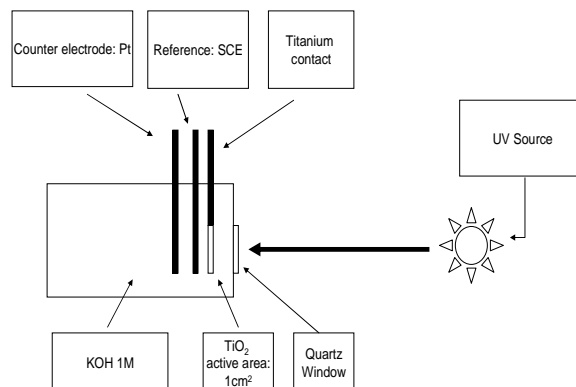 Counter electrode: Pt
Reference: SCE
Titanium
contact
UV Source
KOH 1M
TiO₂
active area:
1cm²
Quartz
Window